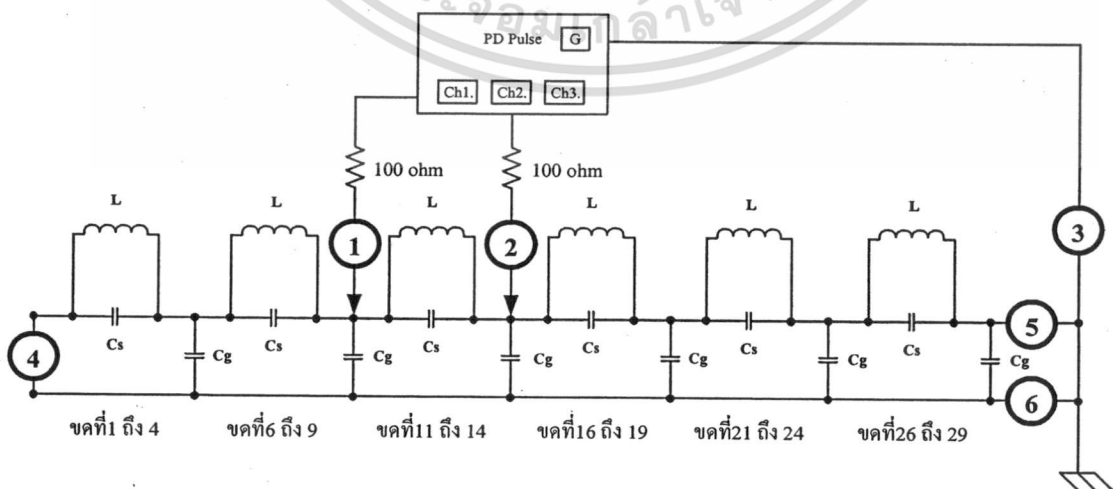 PD Pulse G
Ch1. Ch2. Ch3.
100 ohm 100 ohm
L L L L L L
1 2 3
4 5 6
Cs Cs Cs Cs Cs Cs
Cg Cg Cg Cg Cg Cg
ขดที่1 ถึง 4 ขดที่6 ถึง 9 ขดที่11 ถึง 14 ขดที่16 ถึง 19 ขดที่21 ถึง 24 ขดที่26 ถึง 29